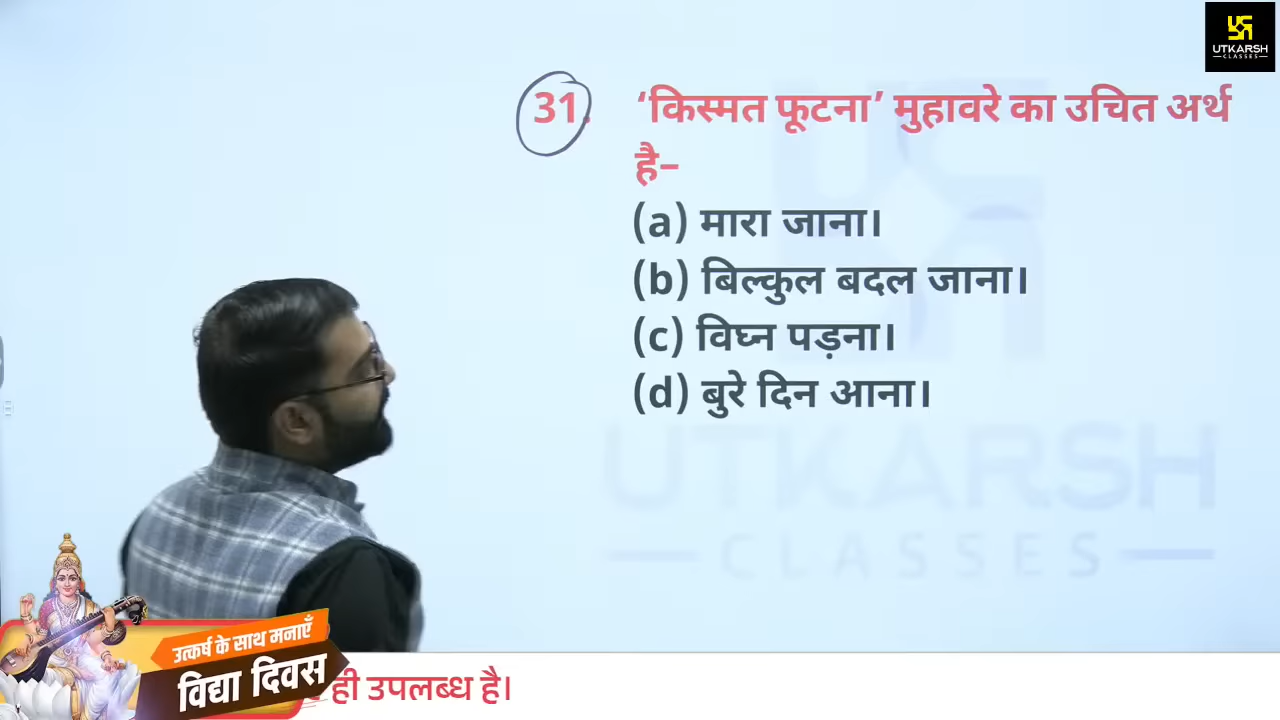 UTKARSH
CLASSES
31. ‘किस्मत फूटना’ मुहावरे का उचित अर्थ
है–
(a) मारा जाना।
(b) बिल्कुल बदल जाना।
(c) विघ्न पड़ना।
(d) बुरे दिन आना।
UTKARSH
CLASSES
उत्कर्ष के साथ मनाएँ
विद्या दिवस
ही उपलब्ध है।